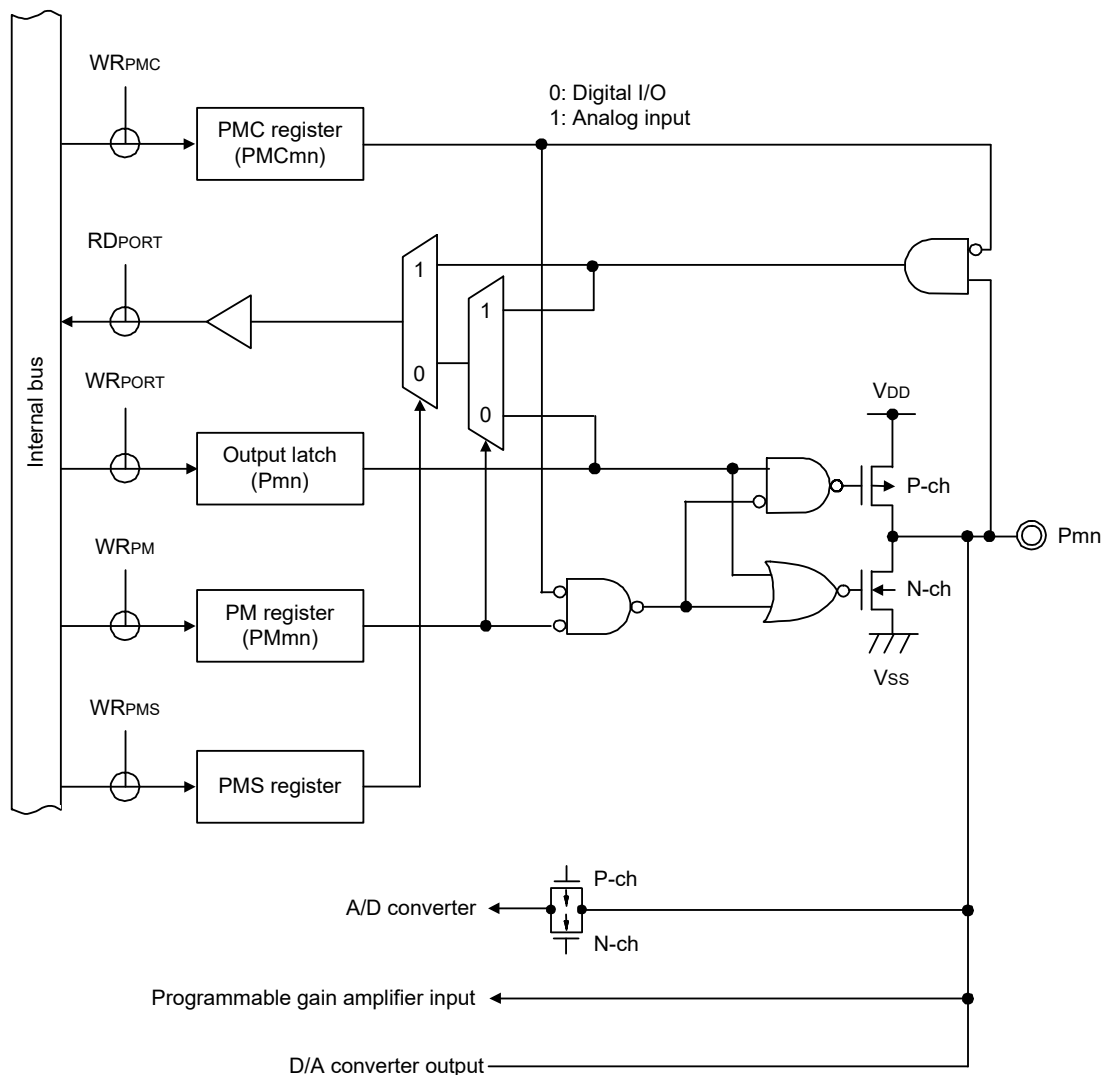 WRPMC
0: Digital I/O
1: Analog input
PMC register
(PMCmn)
RDPORT
1
1
0
0
WRPORT
VDD
Internal bus
Output latch
(Pmn)
P-ch
Pmn
WRPM
N-ch
PM register
(PMmn)
VSS
WRPMS
PMS register
P-ch
A/D converter
N-ch
Programmable gain amplifier input
D/A converter output